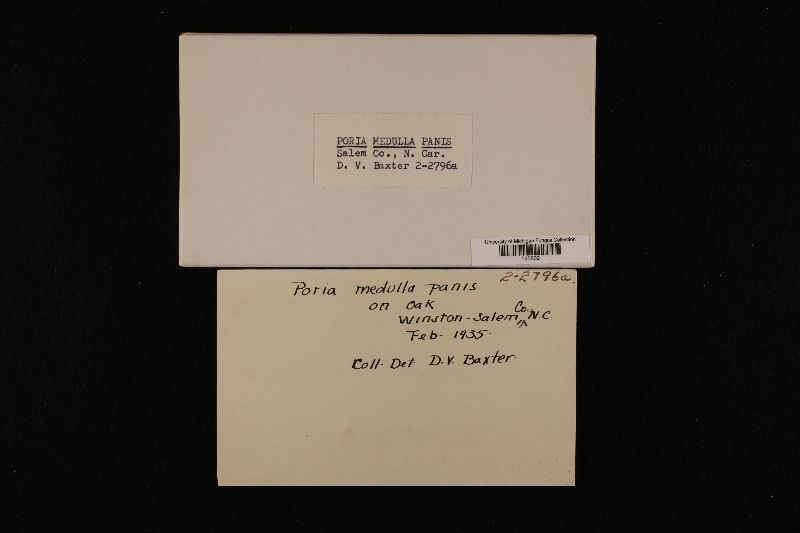 PORIA MEDULLA PANIS
Salem Co., N. Car.
D. V. Baxter 2-2796a
University of Michigan Fungus Collection
2-2796a
Poria medulla panis
on oak
Winston-Salem Co. N.C.
Feb- 1935.
Coll. Det D.V. Baxter.